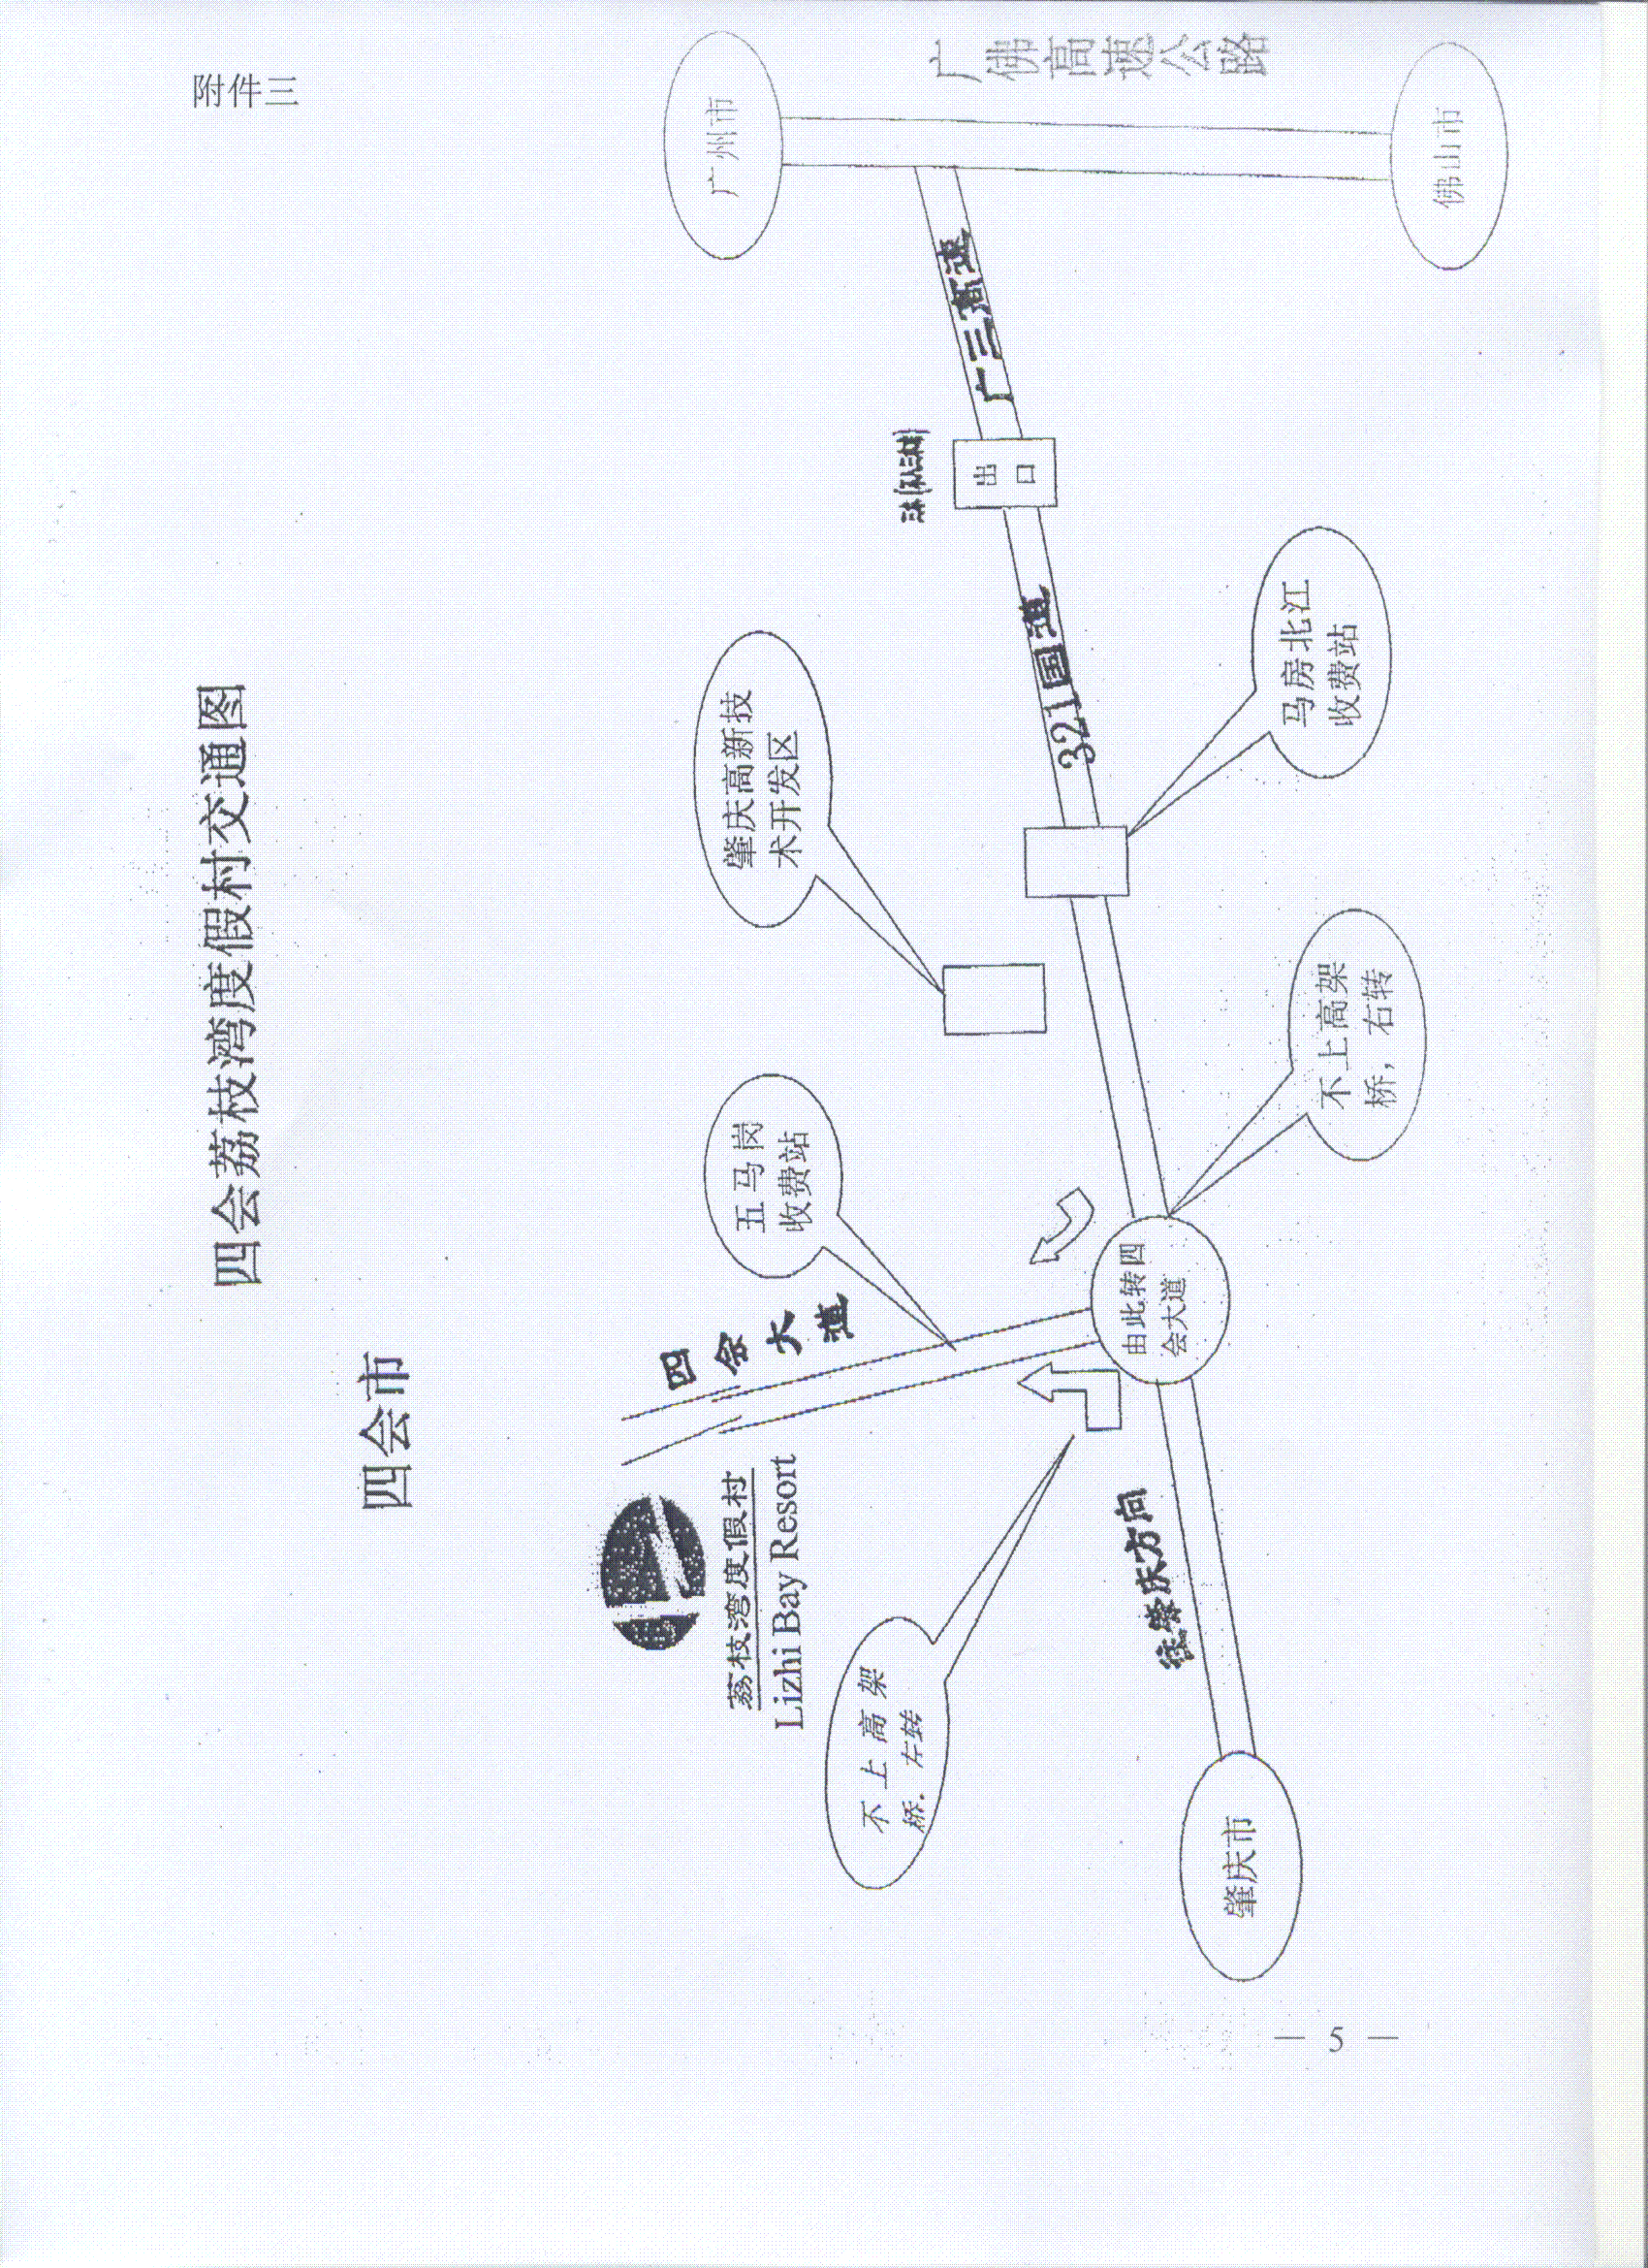 附件三
四会荔枝湾度假村交通图
四会市
广佛高速公路
广州市
佛山市
广三高速
出
口
321国道
马房北江
收费站
肇庆高新技
术开发区
不上高架
桥，右转
五马岗
收费站
四会大道
由此转四
会大道
荔枝湾度假村
Lizhi Bay Resort
不上高架
桥．左转
往肇庆方向
肇庆市
— 5 —